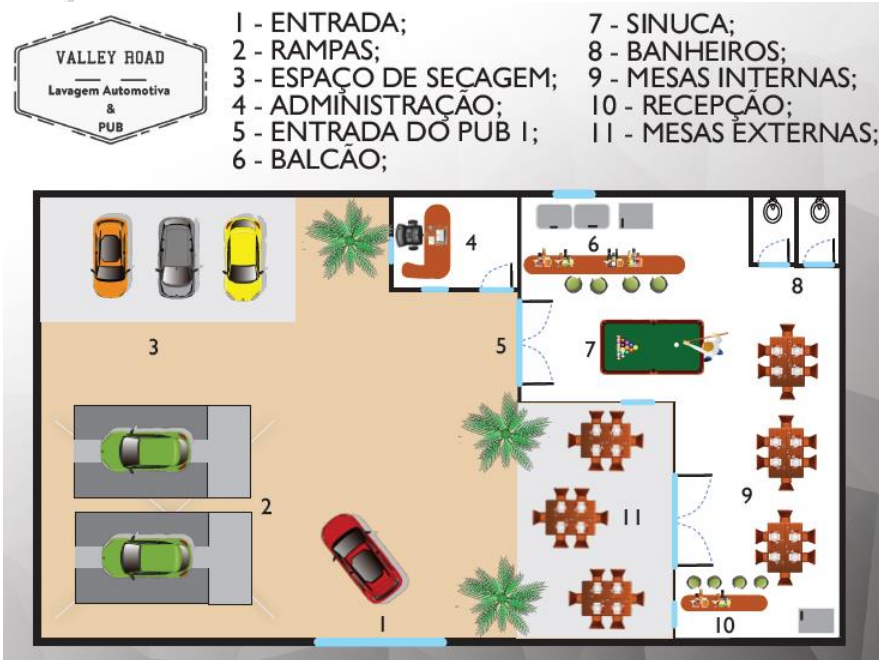 VALLEY ROAD
Lavagem Automotiva
&
PUB
1 - ENTRADA;
2 - RAMPAS;
3 - ESPAÇO DE SECAGEM;
4 - ADMINISTRAÇÃO;
5 - ENTRADA DO PUB 1;
6 - BALCÃO;
7 - SINUCA;
8 - BANHEIROS;
9 - MESAS INTERNAS;
10 - RECEPÇÃO;
11 - MESAS EXTERNAS;
4
6
8
3
5
7
2
11
9
1
10